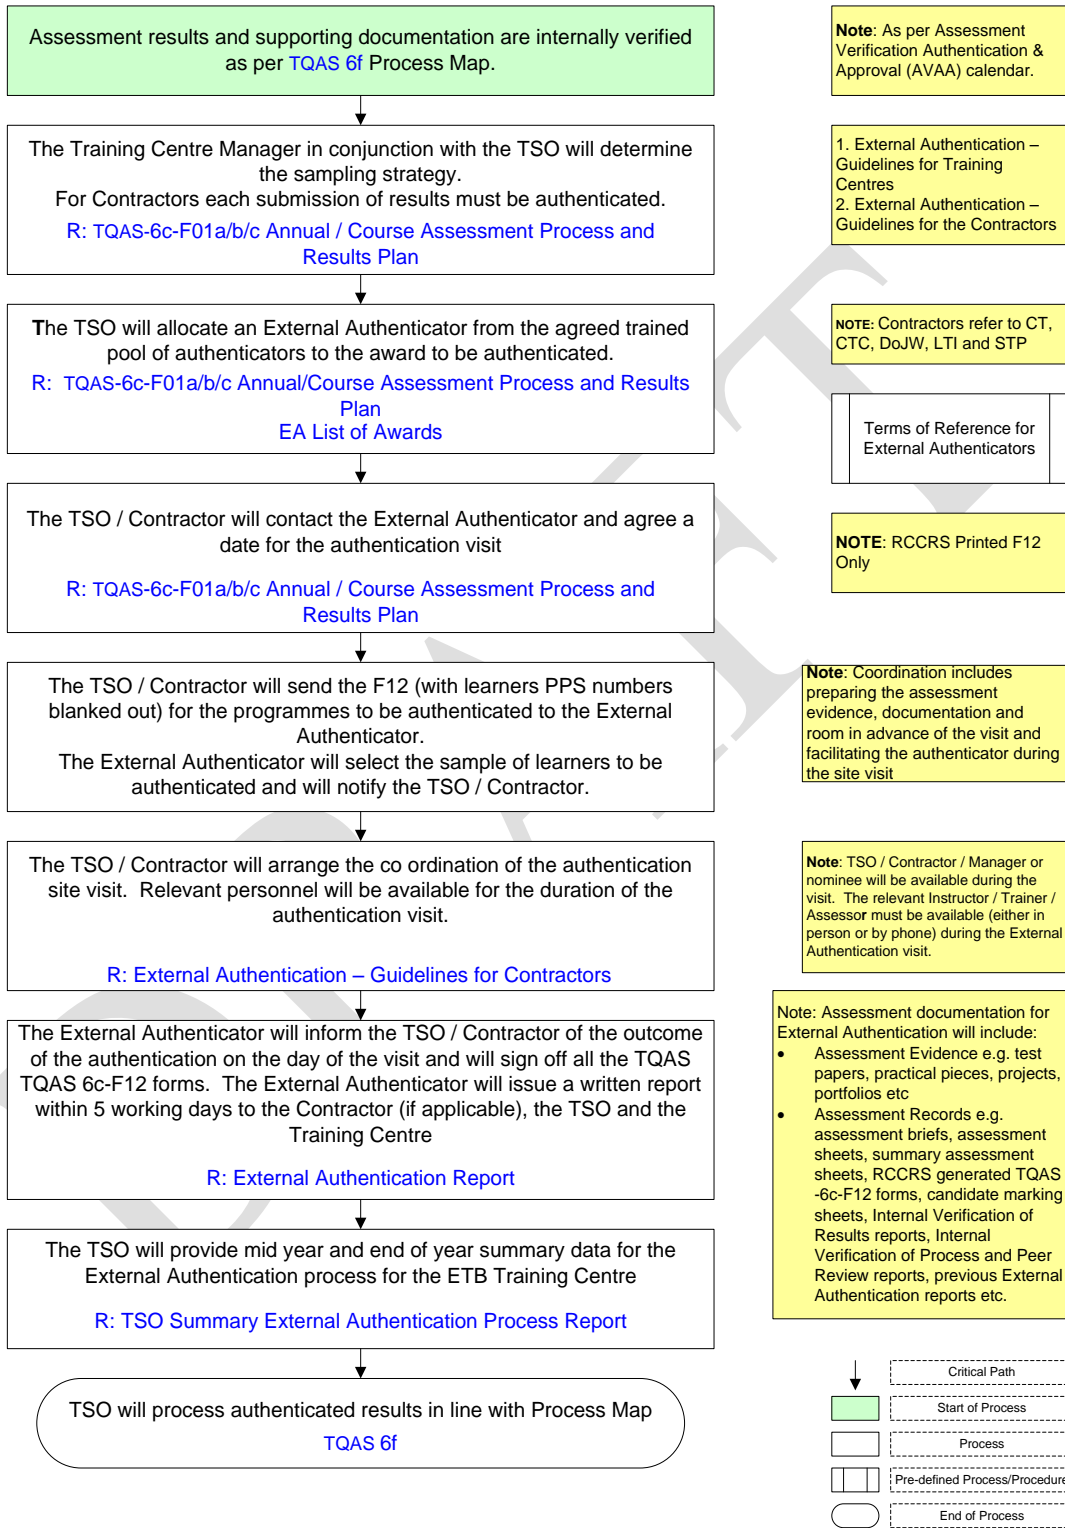 Assessment results and supporting documentation are internally verified
as per TQAS 6f Process Map.
Note: As per Assessment
Verification Authentication &
Approval (AVAA) calendar.
The Training Centre Manager in conjunction with the TSO will determine
the sampling strategy.
For Contractors each submission of results must be authenticated.
R: TQAS-6c-F01a/b/c Annual / Course Assessment Process and
Results Plan
1. External Authentication –
Guidelines for Training
Centres
2. External Authentication –
Guidelines for the Contractors
The TSO will allocate an External Authenticator from the agreed trained
pool of authenticators to the award to be authenticated.
R: TQAS-6c-F01a/b/c Annual/Course Assessment Process and Results
Plan
EA List of Awards
NOTE: Contractors refer to CT,
CTC, DoJW, LTI and STP
Terms of Reference for
External Authenticators
The TSO / Contractor will contact the External Authenticator and agree a
date for the authentication visit
R: TQAS-6c-F01a/b/c Annual / Course Assessment Process and
Results Plan
NOTE: RCCRS Printed F12
Only
The TSO / Contractor will send the F12 (with learners PPS numbers
blanked out) for the programmes to be authenticated to the External
Authenticator.
The External Authenticator will select the sample of learners to be
authenticated and will notify the TSO / Contractor.
Note: Coordination includes
preparing the assessment
evidence, documentation and
room in advance of the visit and
facilitating the authenticator during
the site visit
The TSO / Contractor will arrange the co ordination of the authentication
site visit. Relevant personnel will be available for the duration of the
authentication visit.
R: External Authentication – Guidelines for Contractors
Note: TSO / Contractor / Manager or
nominee will be available during the
visit. The relevant Instructor / Trainer /
Assessor must be available (either in
person or by phone) during the External
Authentication visit.
The External Authenticator will inform the TSO / Contractor of the outcome
of the authentication on the day of the visit and will sign off all the TQAS
TQAS 6c-F12 forms. The External Authenticator will issue a written report
within 5 working days to the Contractor (if applicable), the TSO and the
Training Centre
R: External Authentication Report
Note: Assessment documentation for
External Authentication will include:
• Assessment Evidence e.g. test
papers, practical pieces, projects,
portfolios etc
• Assessment Records e.g.
assessment briefs, assessment
sheets, summary assessment
sheets, RCCRS generated TQAS
-6c-F12 forms, candidate marking
sheets, Internal Verification of
Results reports, Internal
Verification of Process and Peer
Review reports, previous External
Authentication reports etc.
The TSO will provide mid year and end of year summary data for the
External Authentication process for the ETB Training Centre
R: TSO Summary External Authentication Process Report
TSO will process authenticated results in line with Process Map
TQAS 6f
Critical Path
Start of Process
Process
Pre-defined Process/Procedure
End of Process
DRAFT